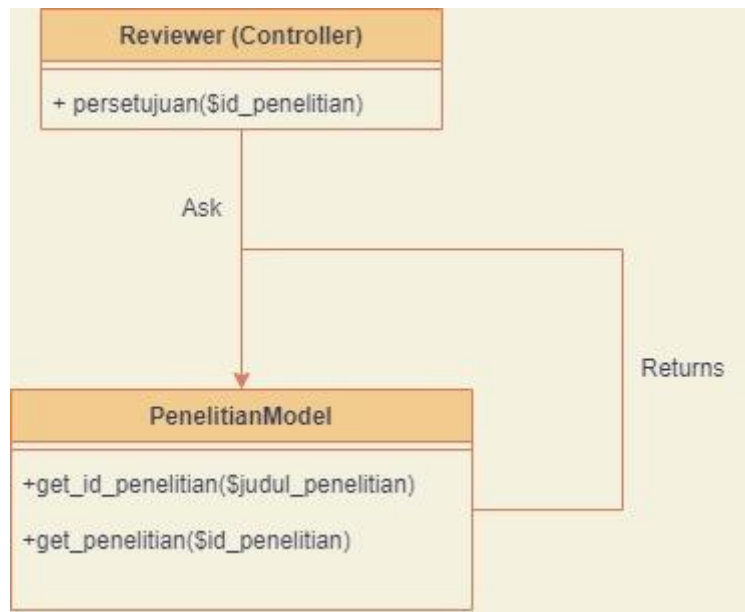 Reviewer (Controller)
+ persetujuan($id_penelitian)
Ask
Returns
PenelitianModel
+get_id_penelitian($judul_penelitian)
+get_penelitian($id_penelitian)